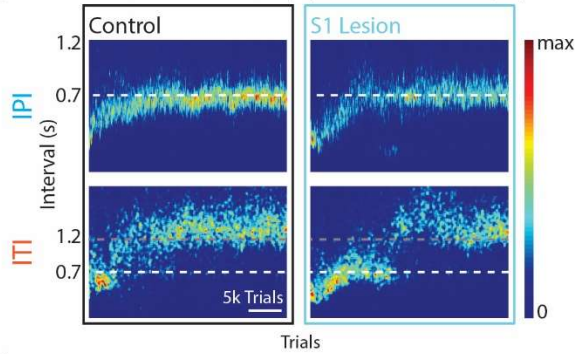 Control
S1 Lesion
max
1.2
0.7
IPI
Interval (s)
1.2
0.7
ITI
5k Trials
0
Trials